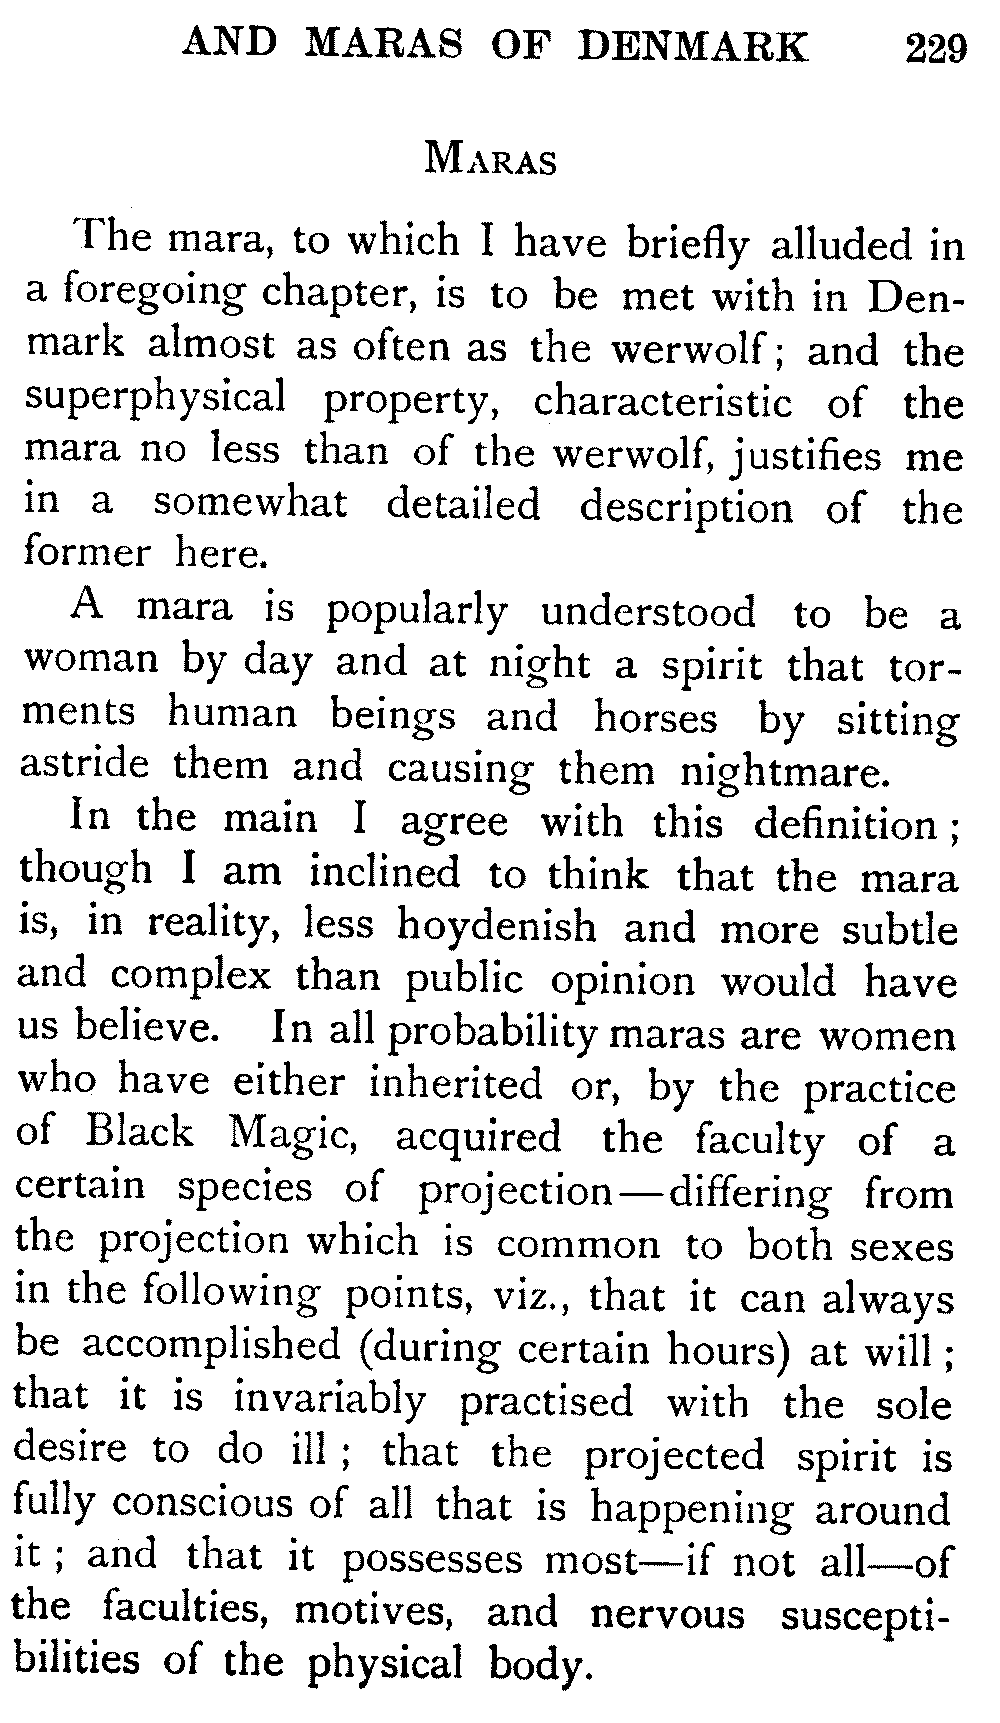 AND MARAS OF DENMARK 229
MARAS
The mara, to which I have briefly alluded in
a foregoing chapter, is to be met with in Den-
mark almost as often as the werwolf; and the
superphysical property, characteristic of the
mara no less than of the werwolf, justifies me
in a somewhat detailed description of the
former here.
A mara is popularly understood to be a
woman by day and at night a spirit that tor-
ments human beings and horses by sitting
astride them and causing them nightmare.
In the main I agree with this definition;
though I am inclined to think that the mara
is, in reality, less hoydenish and more subtle
and complex than public opinion would have
us believe. In all probability maras are women
who have either inherited or, by the practice
of Black Magic, acquired the faculty of a
certain species of projection—differing from
the projection which is common to both sexes
in the following points, viz., that it can always
be accomplished (during certain hours) at will;
that it is invariably practised with the sole
desire to do ill; that the projected spirit is
fully conscious of all that is happening around
it; and that it possesses most—if not all—of
the faculties, motives, and nervous suscepti-
bilities of the physical body.